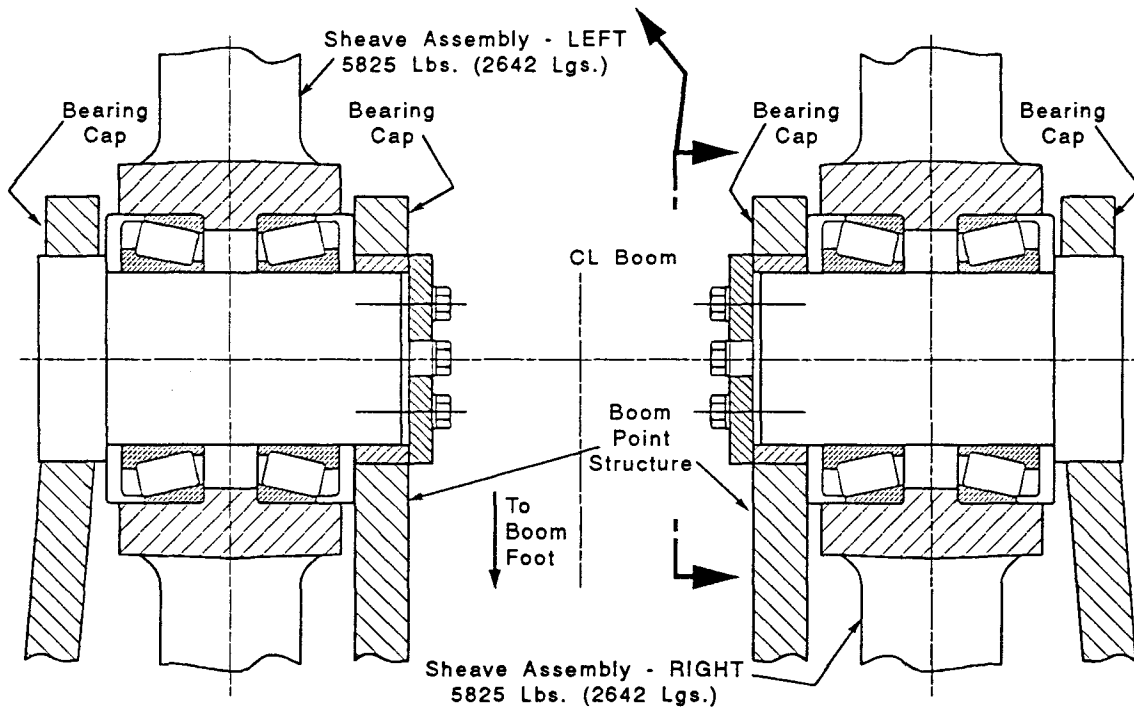 Sheave Assembly - LEFT
5825 Lbs. (2642 Lgs.)
Bearing
Cap
Bearing
Cap
Bearing
Cap
Bearing
Cap
CL Boom
Boom
Point
Structure
To
Boom
Foot
Sheave Assembly - RIGHT
5825 Lbs. (2642 Lgs.)